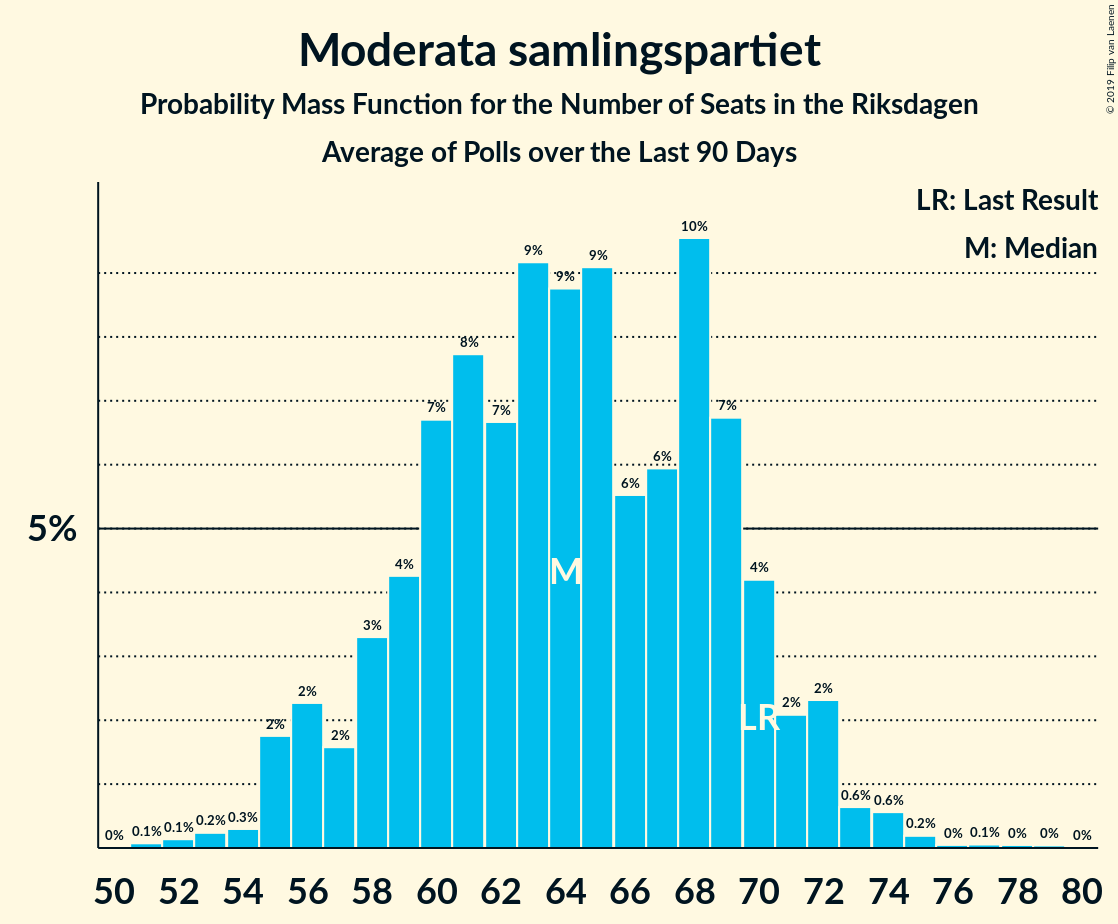 Moderata samlingspartiet
Probability Mass Function for the Number of Seats in the Riksdagen
Average of Polls over the Last 90 Days
© 2019 Filip van Laenen
LR: Last Result
M: Median
5%
0% 0.1% 0.1% 0.2% 0.3% 2% 2% 2% 3% 4% 7% 8% 7% 9% 9% 9% 6% 6% 10% 7% 4% 2% 2% 0.6% 0.6% 0.2% 0% 0.1% 0% 0% 0%
M
LR
50 52 54 56 58 60 62 64 66 68 70 72 74 76 78 80